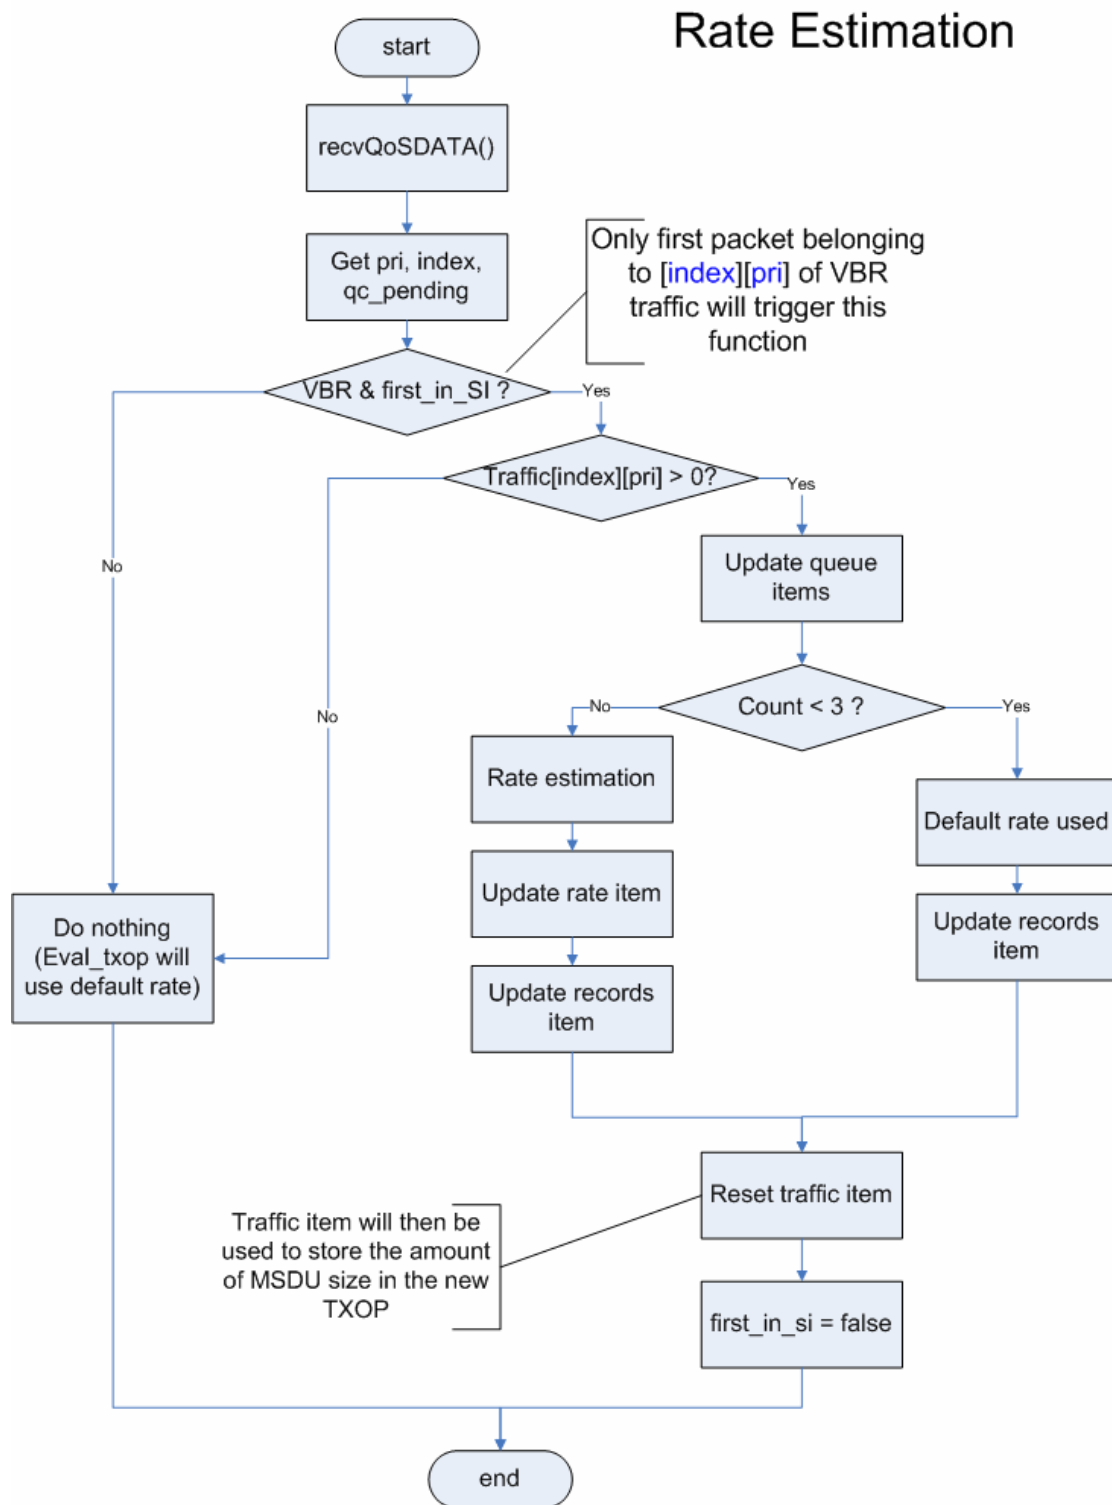 Rate Estimation
start
recvQoSDATA()
Get pri, index,
qc_pending
Only first packet belonging
to [index][pri] of VBR
traffic will trigger this
function
VBR & first_in_SI ?
Yes
Traffic[index][pri] > 0?
Yes
No
Update queue
items
No
Count < 3 ?
No
Yes
Rate estimation
Default rate used
Update rate item
Do nothing
(Eval_txop will
use default rate)
Update records
item
Update records
item
Reset traffic item
Traffic item will then be
used to store the amount
of MSDU size in the new
TXOP
first_in_si = false
end